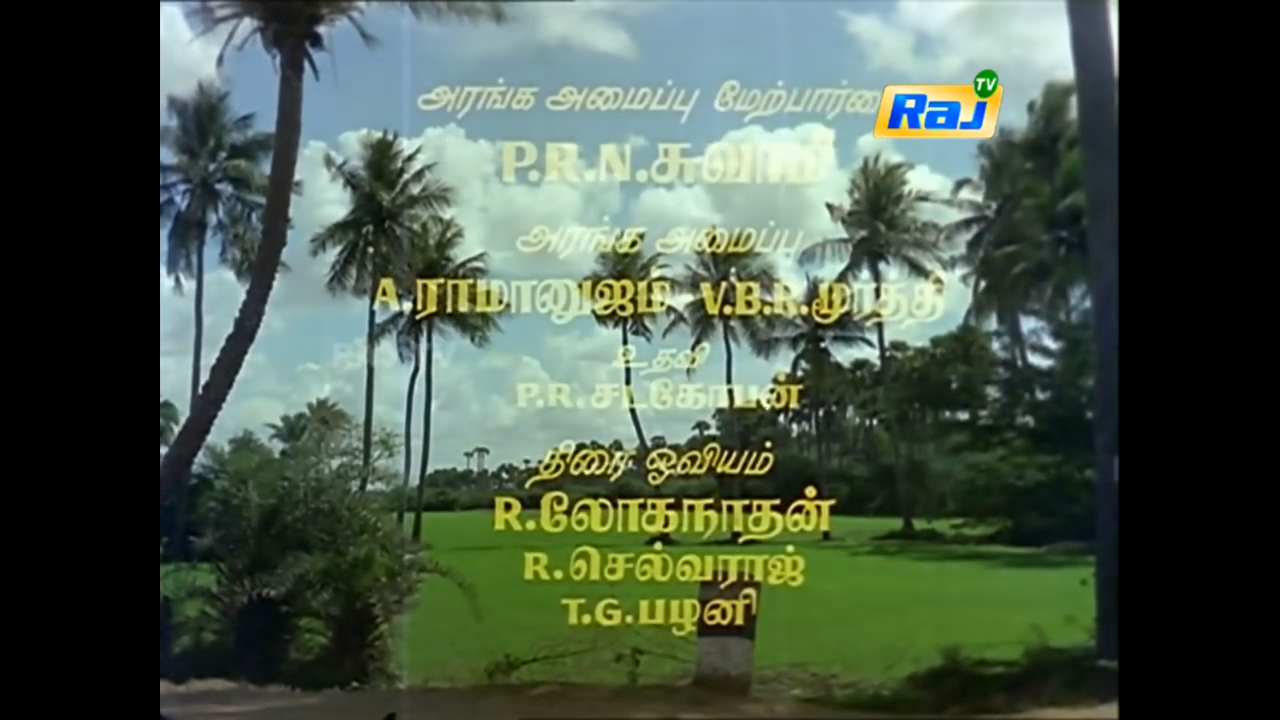 அரங்க அமைப்பு மேற்பார்வை
Raj TV
P.R.N.சுவாமி
அரங்க அமைப்பு
A.ராமானுஜம் V.B.R.மூர்த்தி
உதவி
P.R.சடகோபன்
திரை ஓவியம்
R.லோகநாதன்
R.செல்வராஜ்
T.G.பழனி